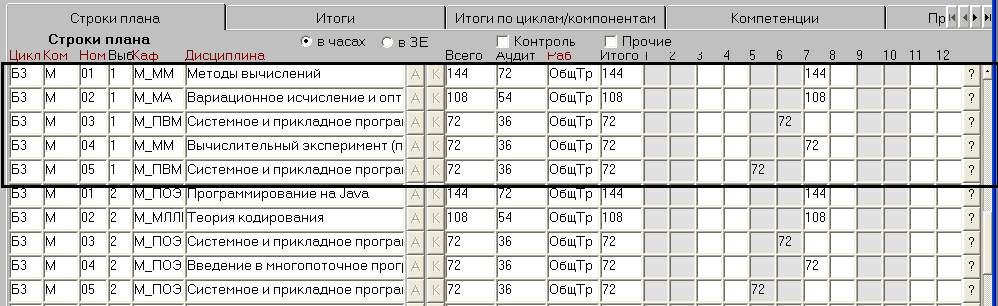 Строки плана Итоги Итоги по циклам/компонентам Компетенции Пр
Строки плана в часах в ЗЕ Контроль Прочие
Цикл Ком Ном Выб Каф Дисциплина Всего Аудит Раб Итого 1 2 3 4 5 6 7 8 9 10 11 12
Б3 М 01 1 М_ММ Методы вычислений А К 144 72 ОбщТр 144 144 ?
Б3 М 02 1 М_МА Вариационное исчисление и опт А К 108 54 ОбщТр 108 108 ?
Б3 М 03 1 М_ПВМ Системное и прикладное програ А К 72 36 ОбщТр 72 72 ?
Б3 М 04 1 М_ММ Вычислительный эксперимент (п А К 72 36 ОбщТр 72 72 ?
Б3 М 05 1 М_ПВМ Системное и прикладное програ А К 72 36 ОбщТр 72 72 ?
Б3 М 01 2 М_ПОЭ Программирование на Java А К 144 72 ОбщТр 144 144 ?
Б3 М 02 2 М_МЛЛ Теория кодирования А К 108 54 ОбщТр 108 108 ?
Б3 М 03 2 М_ПОЭ Системное и прикладное програ А К 72 36 ОбщТр 72 72 ?
Б3 М 04 2 М_ПОЭ Введение в многопоточное прог А К 72 36 ОбщТр 72 72 ?
Б3 М 05 2 М_ПОЭ Системное и прикладное програ А К 72 36 ОбщТр 72 72 ?